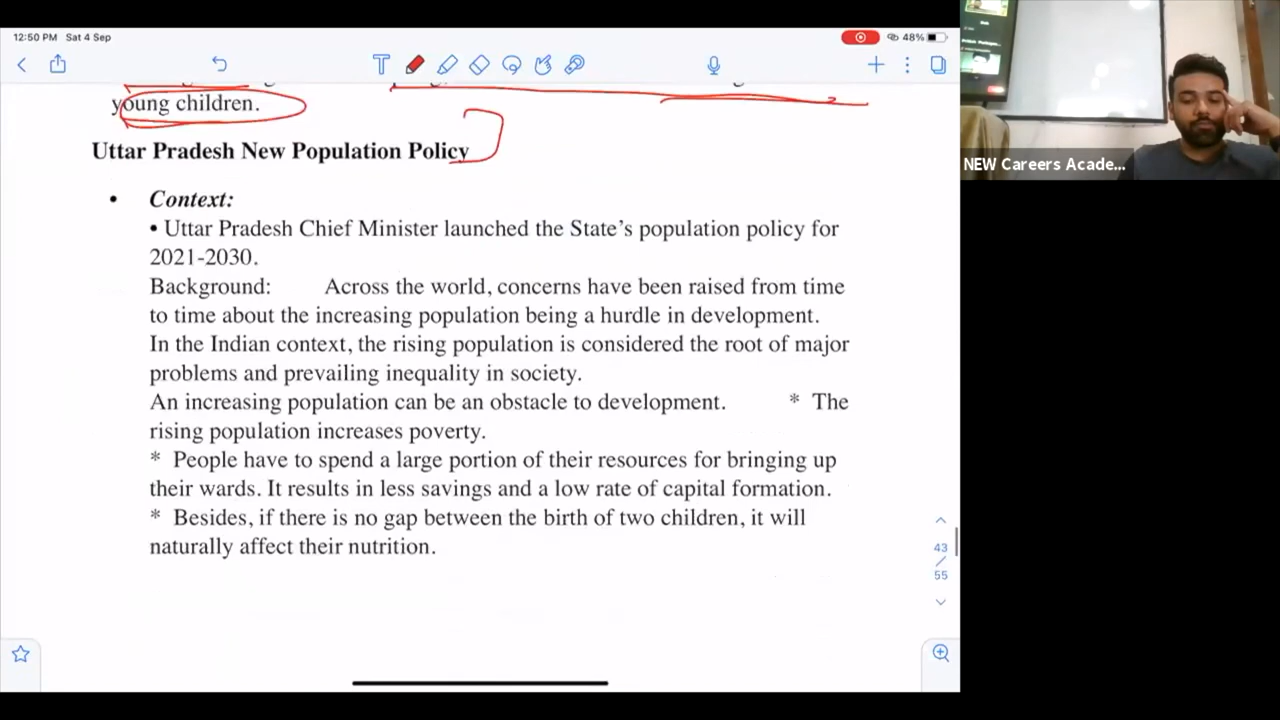 12:50 PM Sat 4 Sep
48%
young children.
Uttar Pradesh New Population Policy
• Context:
• Uttar Pradesh Chief Minister launched the State's population policy for
2021-2030.
Background: Across the world, concerns have been raised from time
to time about the increasing population being a hurdle in development.
In the Indian context, the rising population is considered the root of major
problems and prevailing inequality in society.
An increasing population can be an obstacle to development. * The
rising population increases poverty.
* People have to spend a large portion of their resources for bringing up
their wards. It results in less savings and a low rate of capital formation.
* Besides, if there is no gap between the birth of two children, it will
naturally affect their nutrition.
43
/
55
NEW Careers Acade...